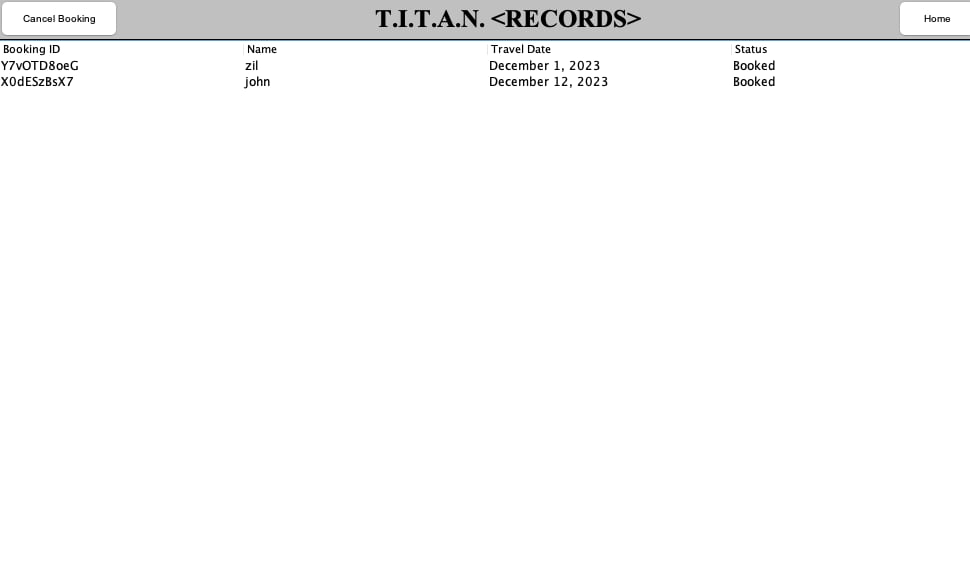 Cancel Booking T.I.T.A.N. <RECORDS> Home
Booking ID Name Travel Date Status
Y7vOTD8oeG zil December 1, 2023 Booked
X0dESzBsX7 john December 12, 2023 Booked